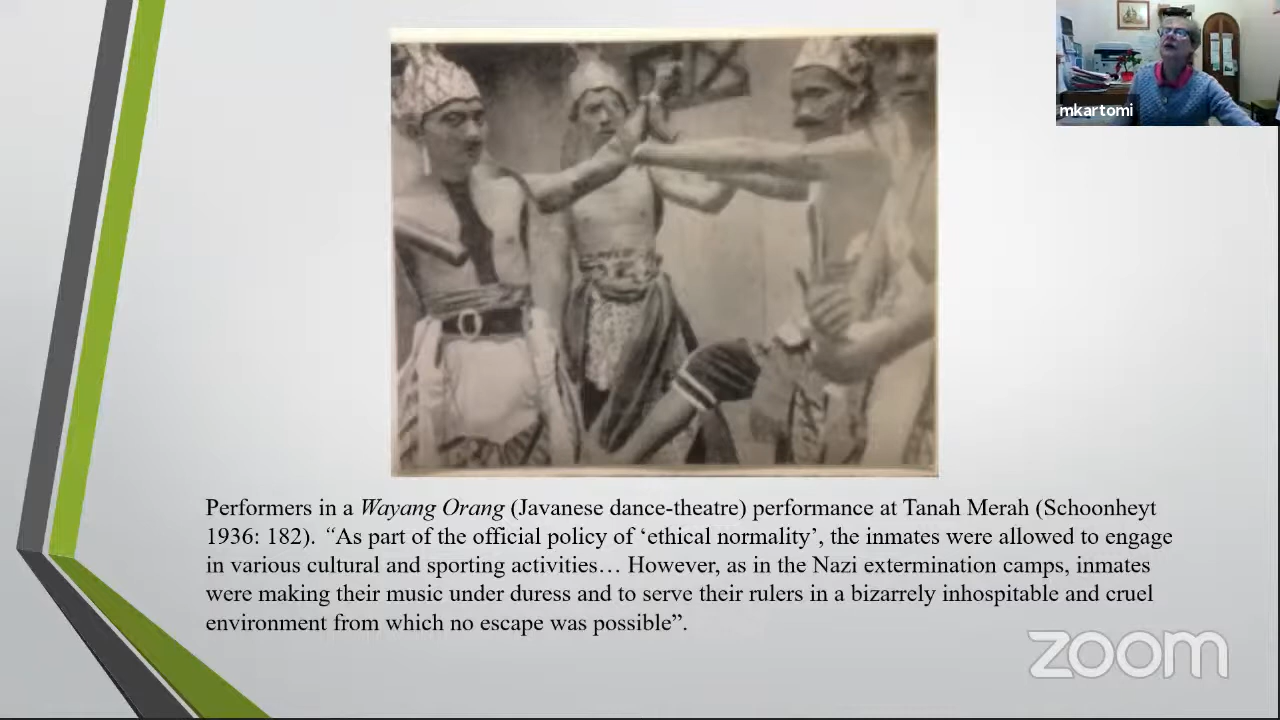 mkartomi
Performers in a Wayang Orang (Javanese dance-theatre) performance at Tanah Merah (Schoonheyt
1936: 182). “As part of the official policy of ‘ethical normality’, the inmates were allowed to engage
in various cultural and sporting activities… However, as in the Nazi extermination camps, inmates
were making their music under duress and to serve their rulers in a bizarrely inhospitable and cruel
environment from which no escape was possible”.
zoom